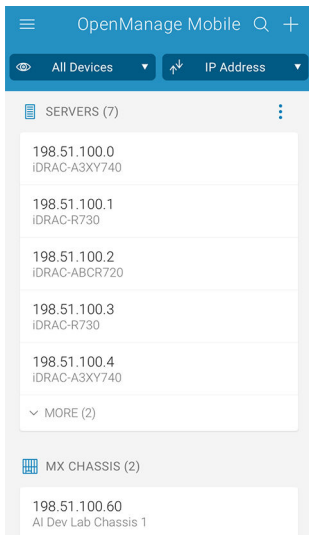 OpenManage Mobile
All Devices IP Address
SERVERS (7)
198.51.100.0
iDRAC-A3XY740
198.51.100.1
iDRAC-R730
198.51.100.2
iDRAC-ABCR720
198.51.100.3
iDRAC-R730
198.51.100.4
iDRAC-A3XY740
MORE (2)
MX CHASSIS (2)
198.51.100.60
AI Dev Lab Chassis 1